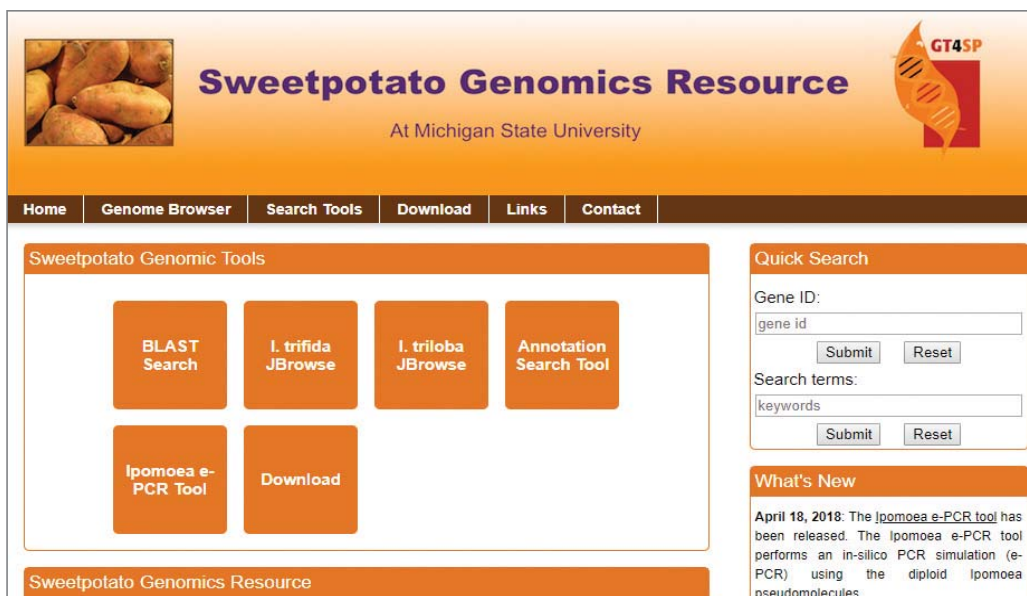 GT4SP
Sweetpotato Genomics Resource
At Michigan State University
Home Genome Browser Search Tools Download Links Contact
Sweetpotato Genomic Tools
BLAST
Search
I. trifida
JBrowse
I. triloba
JBrowse
Annotation
Search Tool
Ipomoea e-
PCR Tool
Download
Sweetpotato Genomics Resource
Quick Search
Gene ID:
gene id
Submit Reset
Search terms:
keywords
Submit Reset
What's New
April 18, 2018: The Ipomoea e-PCR tool has
been released. The Ipomoea e-PCR tool
performs an in-silico PCR simulation (e-
PCR) using the diploid Ipomoea
pseudomolecules